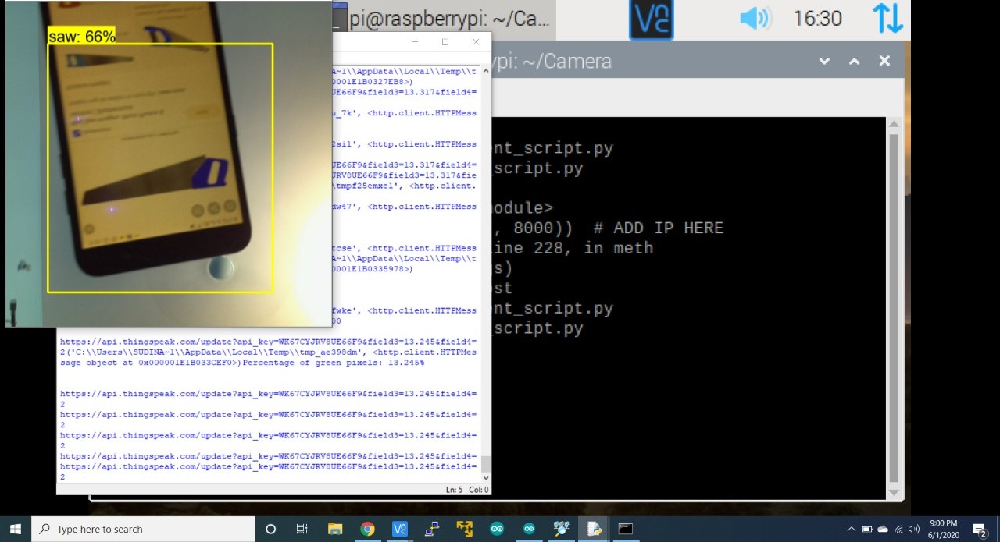 saw: 66%
pi@raspberrypi: ~/Ca...
16:30
pi: ~/Camera
A~1\\AppData\\Local\\Temp\\t
0001E1B0327EB8>)
UE66F9&field3=13.317&field4=
u_7k', <http.client.HTTPMess
2sil', <http.client.HTTPMess
UE66F9&field3=13.317&field4=
JRV8UE66F9&field3=13.317&fie
\tmpf25emxel', <http.client.
dw47', <http.client.HTTPMess
tcse', <http.client.HTTPMess
A~1\\AppData\\Local\\Temp\\t
0001E1B0335978>)
fwke', <http.client.HTTPMess
00
https://api.thingspeak.com/update?api_key=WK67CYJRV8UE66F9&field3=13.245&field4=
2('C:\\Users\\SUDINA~1\\AppData\\Local\\Temp\\tmp_ae398dm', <http.client.HTTPMes
sage object at 0x000001E1B033CEF0>)Percentage of green pixels: 13.245%
https://api.thingspeak.com/update?api_key=WK67CYJRV8UE66F9&field3=13.245&field4=
2
https://api.thingspeak.com/update?api_key=WK67CYJRV8UE66F9&field3=13.245&field4=
2
https://api.thingspeak.com/update?api_key=WK67CYJRV8UE66F9&field3=13.245&field4=
2
https://api.thingspeak.com/update?api_key=WK67CYJRV8UE66F9&field3=13.245&field4=
https://api.thingspeak.com/update?api_key=WK67CYJRV8UE66F9&field3=13.245&field4=
2
Ln: 5 Col: 0
nt_script.py
script.py
odule>
, 8000)) # ADD IP HERE
ine 228, in meth
s)
st
nt_script.py
script.py
Type here to search
9:00 PM
6/1/2020
2